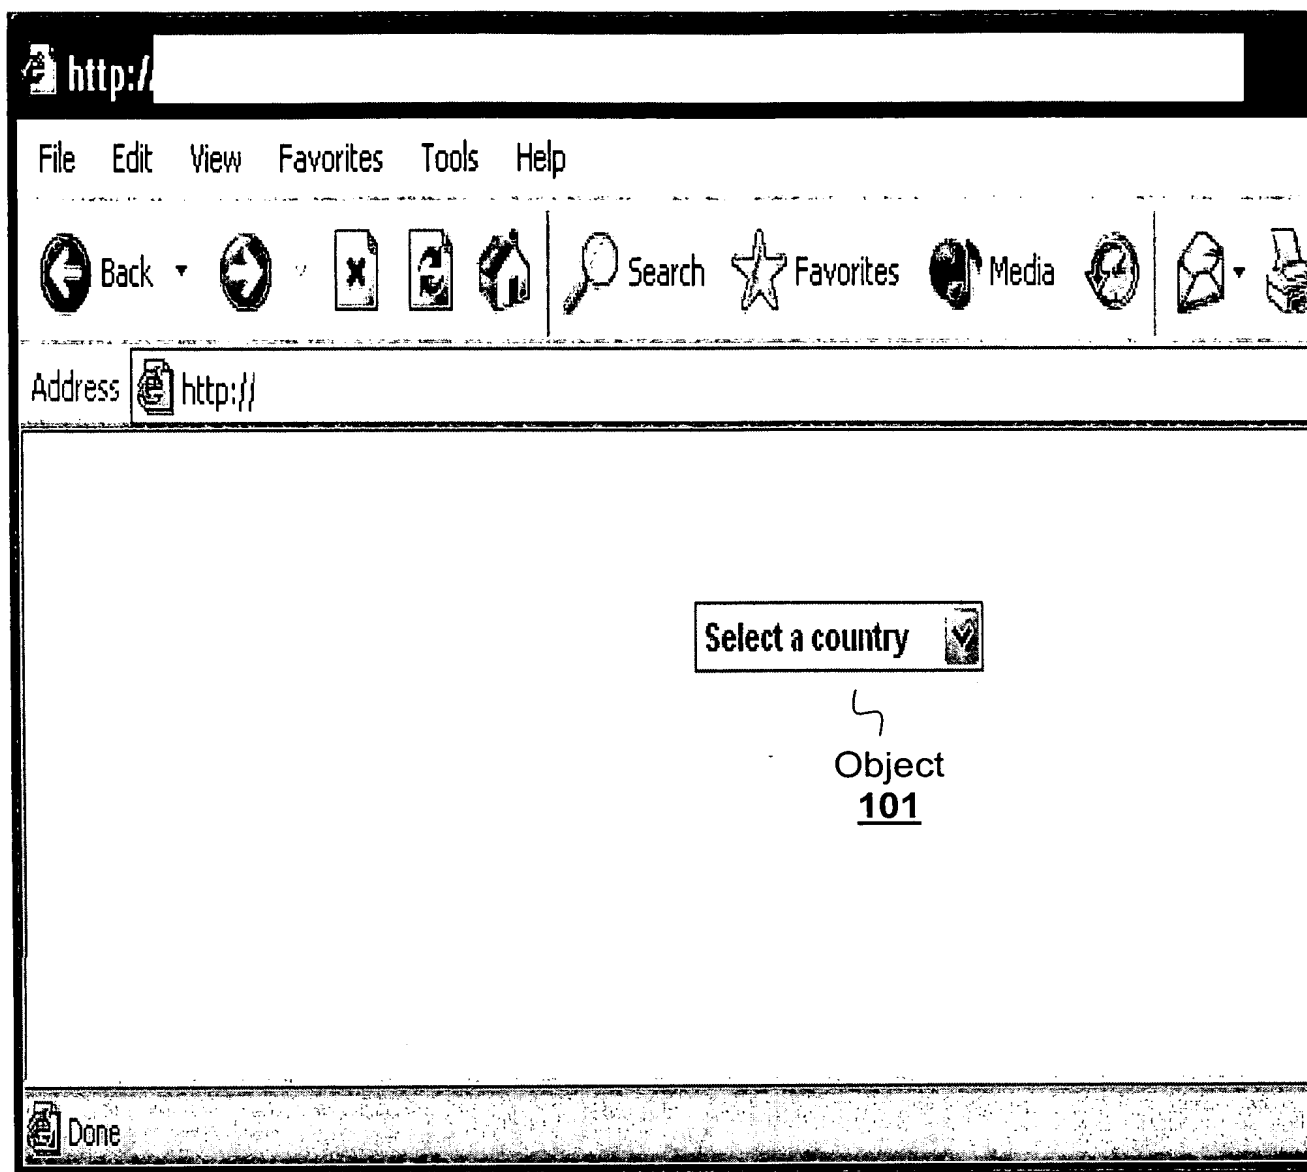 http://
File Edit View Favorites Tools Help
Back Search Favorites Media
Address http://
Select a country
Object
101
Done